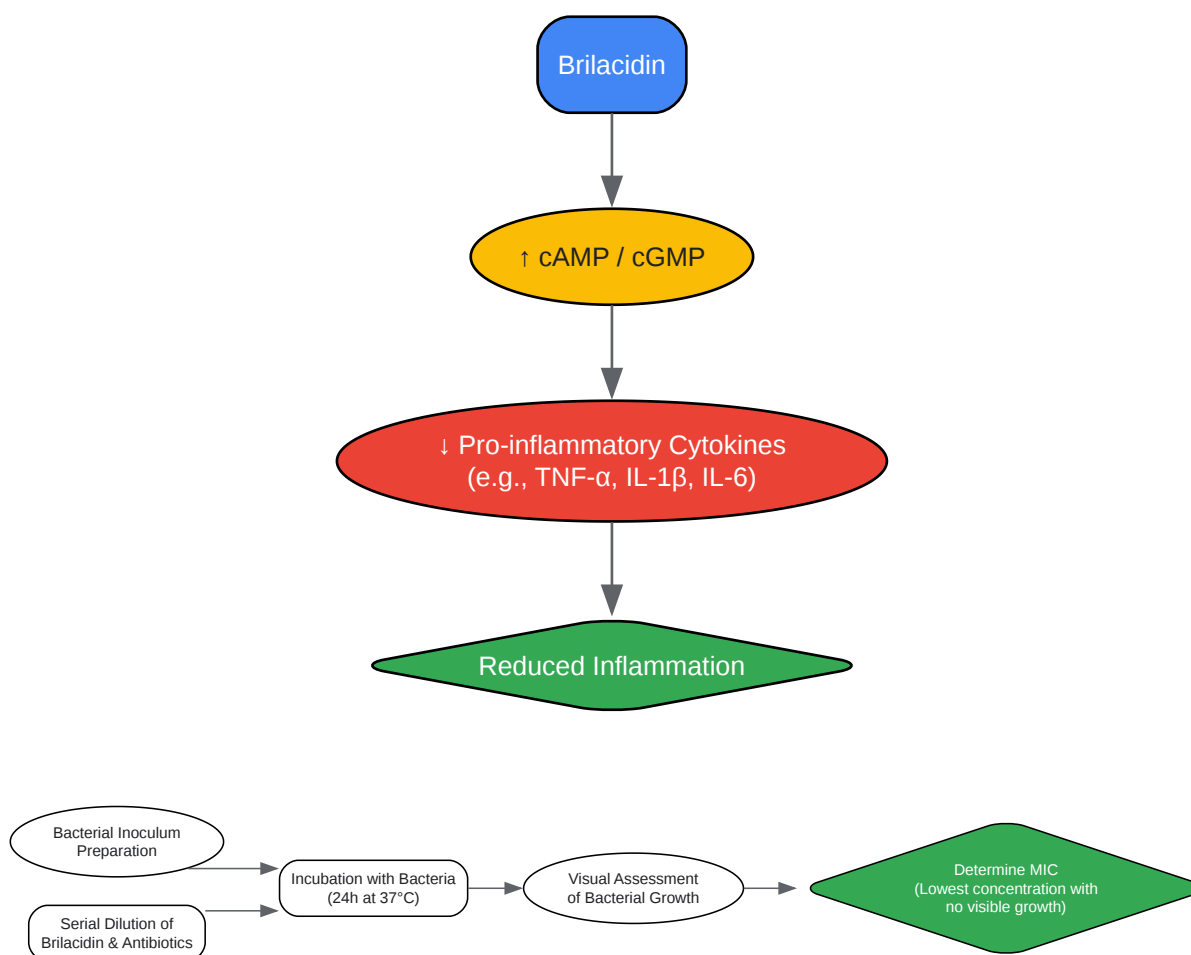 Brilacidin
↑ cAMP / cGMP
↓ Pro-inflammatory Cytokines
(e.g., TNF-α, IL-1β, IL-6)
Reduced Inflammation
Bacterial Inoculum
Preparation
Serial Dilution of
Brilacidin & Antibiotics
Incubation with Bacteria
(24h at 37°C)
Visual Assessment
of Bacterial Growth
Determine MIC
(Lowest concentration with
no visible growth)